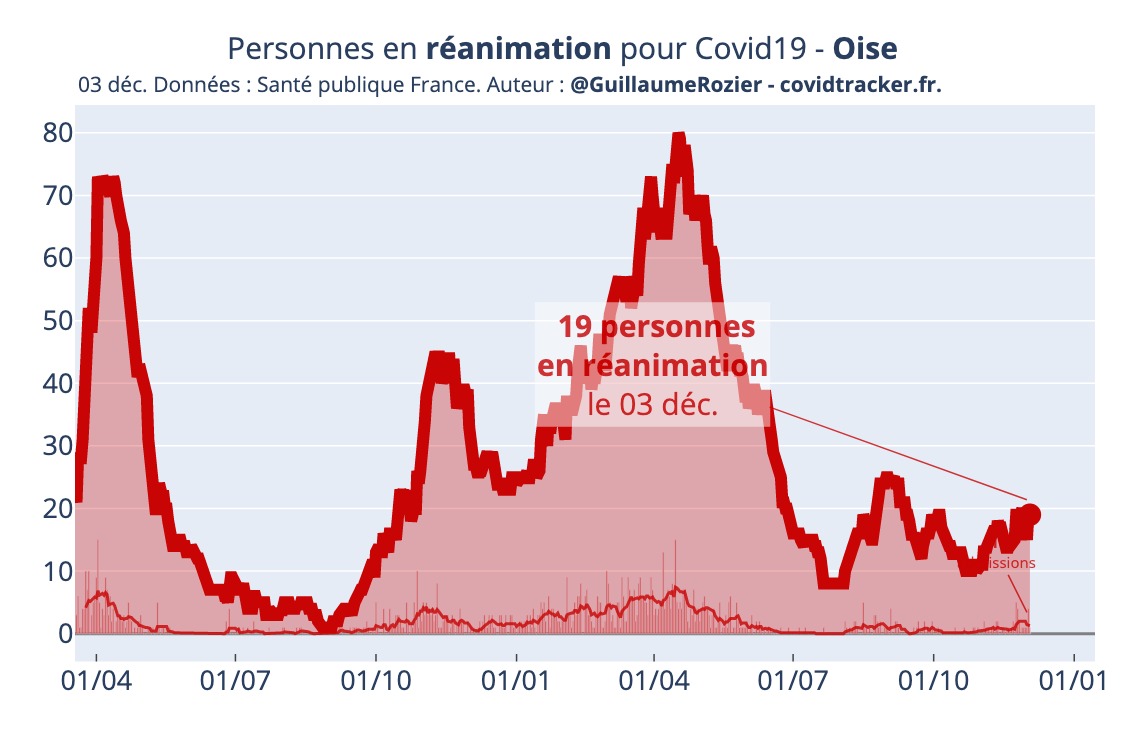 Personnes en réanimation pour Covid19 - Oise
03 déc. Données : Santé publique France. Auteur : @GuillaumeRozier - covidtracker.fr.
80
70
60
50
40
30
20
10
0
19 personnes
en réanimation
le 03 déc.
issions
01/04 01/07 01/10 01/01 01/04 01/07 01/10 01/01